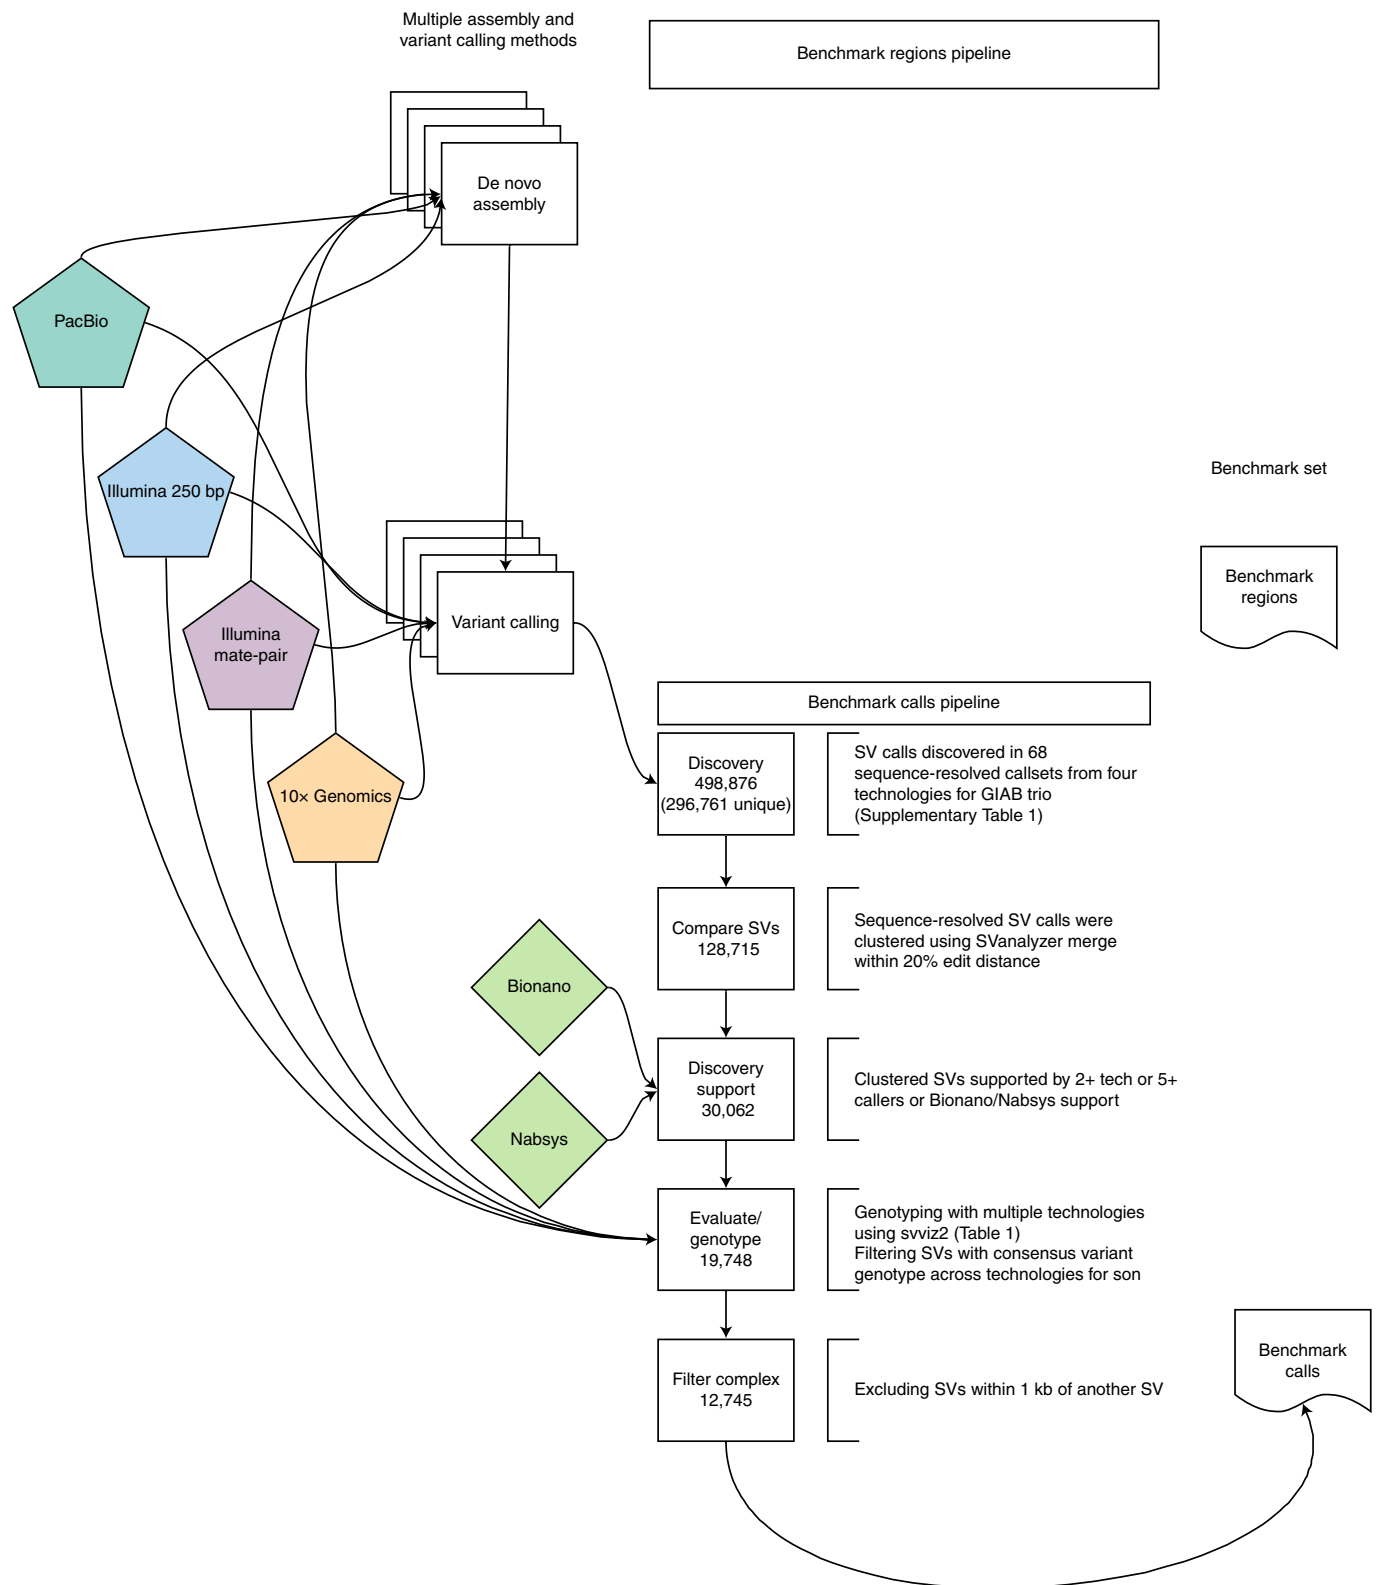 Multiple assembly and
variant calling methods
Benchmark regions pipeline
De novo
assembly
PacBio
Illumina 250 bp
Benchmark set
Benchmark
regions
Variant calling
Illumina
mate-pair
Benchmark calls pipeline
10× Genomics
Discovery
498,876
(296,761 unique)
SV calls discovered in 68
sequence-resolved callsets from four
technologies for GIAB trio
(Supplementary Table 1)
Compare SVs
128,715
Sequence-resolved SV calls were
clustered using SVanalyzer merge
within 20% edit distance
Bionano
Discovery
support
30,062
Clustered SVs supported by 2+ tech or 5+
callers or Bionano/Nabsys support
Nabsys
Evaluate/
genotype
19,748
Genotyping with multiple technologies
using svviz2 (Table 1)
Filtering SVs with consensus variant
genotype across technologies for son
Filter complex
12,745
Excluding SVs within 1 kb of another SV
Benchmark
calls